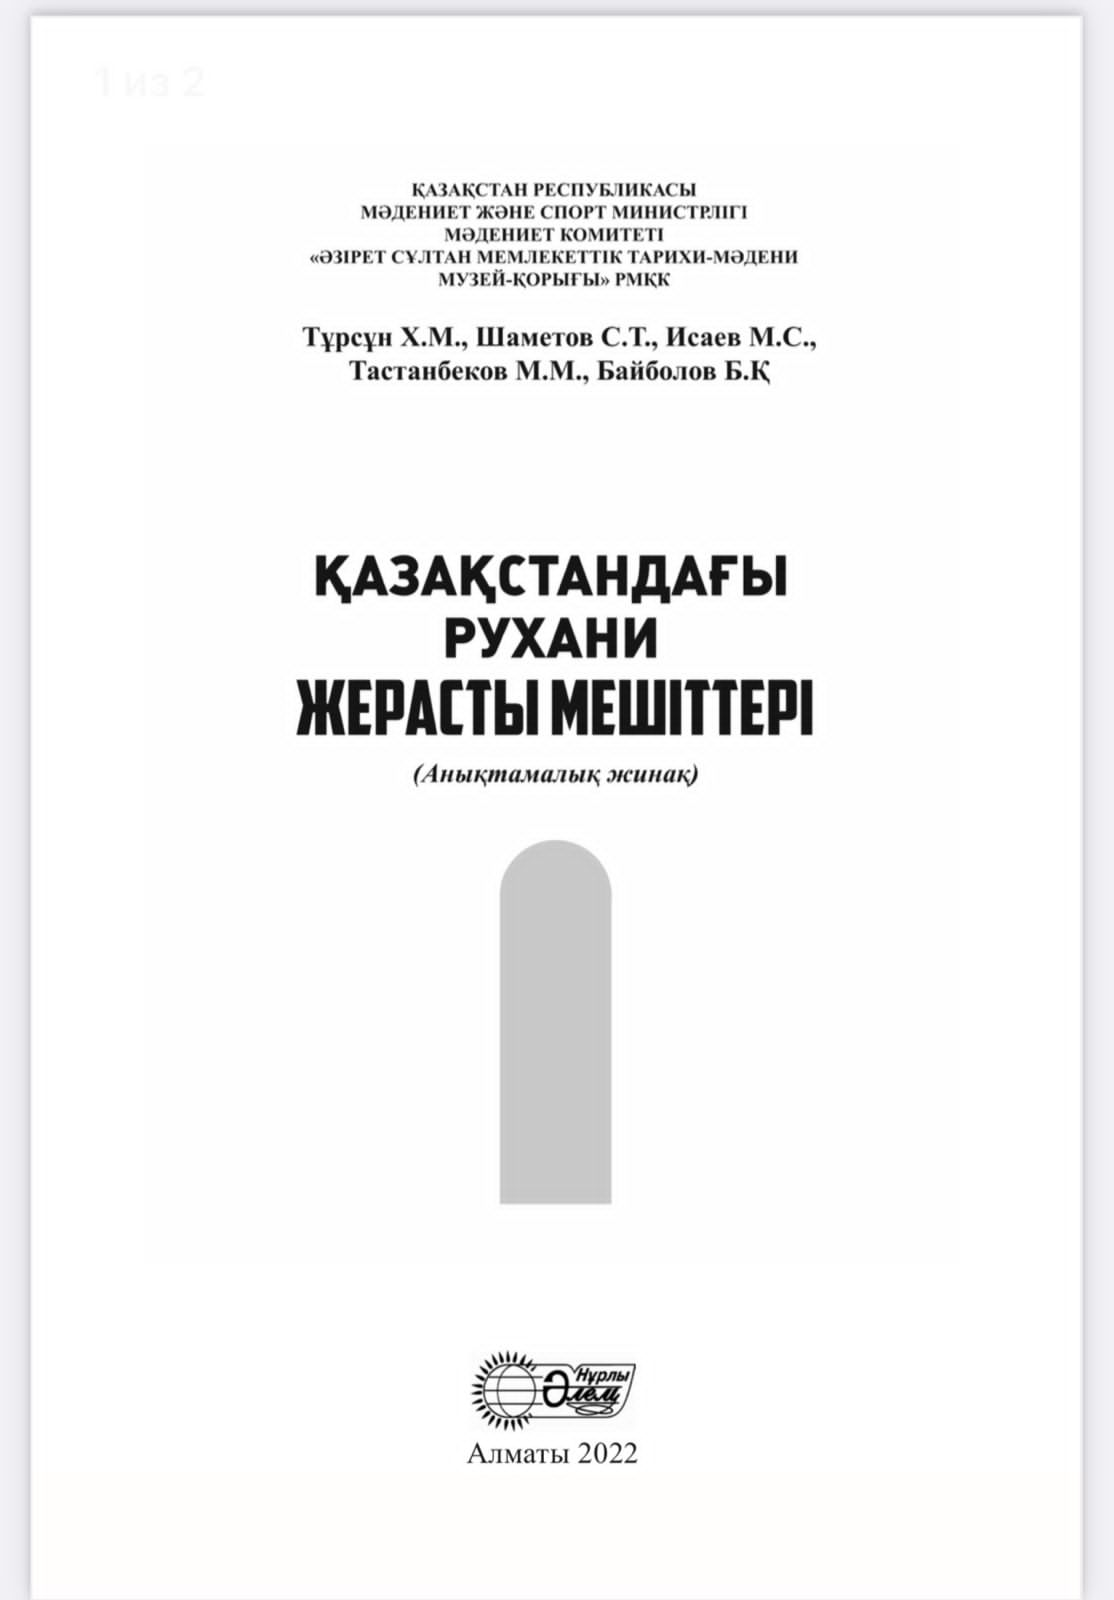 1 из 2
ҚАЗАҚСТАН РЕСПУБЛИКАСЫ
МӘДЕНИЕТ ЖӘНЕ СПОРТ МИНИСТРЛІГІ
МӘДЕНИЕТ КОМИТЕТІ
«ӘЗІРЕТ СҰЛТАН МЕМЛЕКЕТТІК ТАРИХИ-МӘДЕНИ
МУЗЕЙ-ҚОРЫҒЫ» РМҚК
Тұрсұн Х.М., Шаметов С.Т., Исаев М.С.,
Тастанбеков М.М., Байболов Б.Қ
ҚАЗАҚСТАНДАҒЫ
РУХАНИ
ЖЕРАСТЫ МЕШІТТЕРІ
(Анықтамалық жинақ)
Нұрлы
Әлем
Алматы 2022